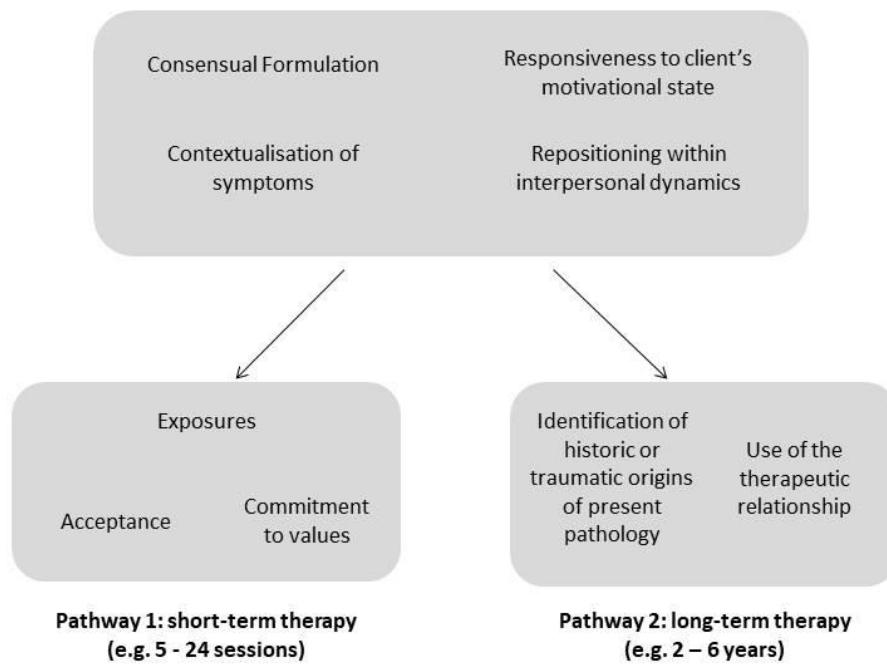 Consensual Formulation
Responsiveness to client's
motivational state
Contextualisation of
symptoms
Repositioning within
interpersonal dynamics
Exposures
Acceptance
Commitment
to values
Identification of
historic or
traumatic origins
of present
pathology
Use of the
therapeutic
relationship
Pathway 1: short-term therapy
(e.g. 5 - 24 sessions)
Pathway 2: long-term therapy
(e.g. 2 – 6 years)